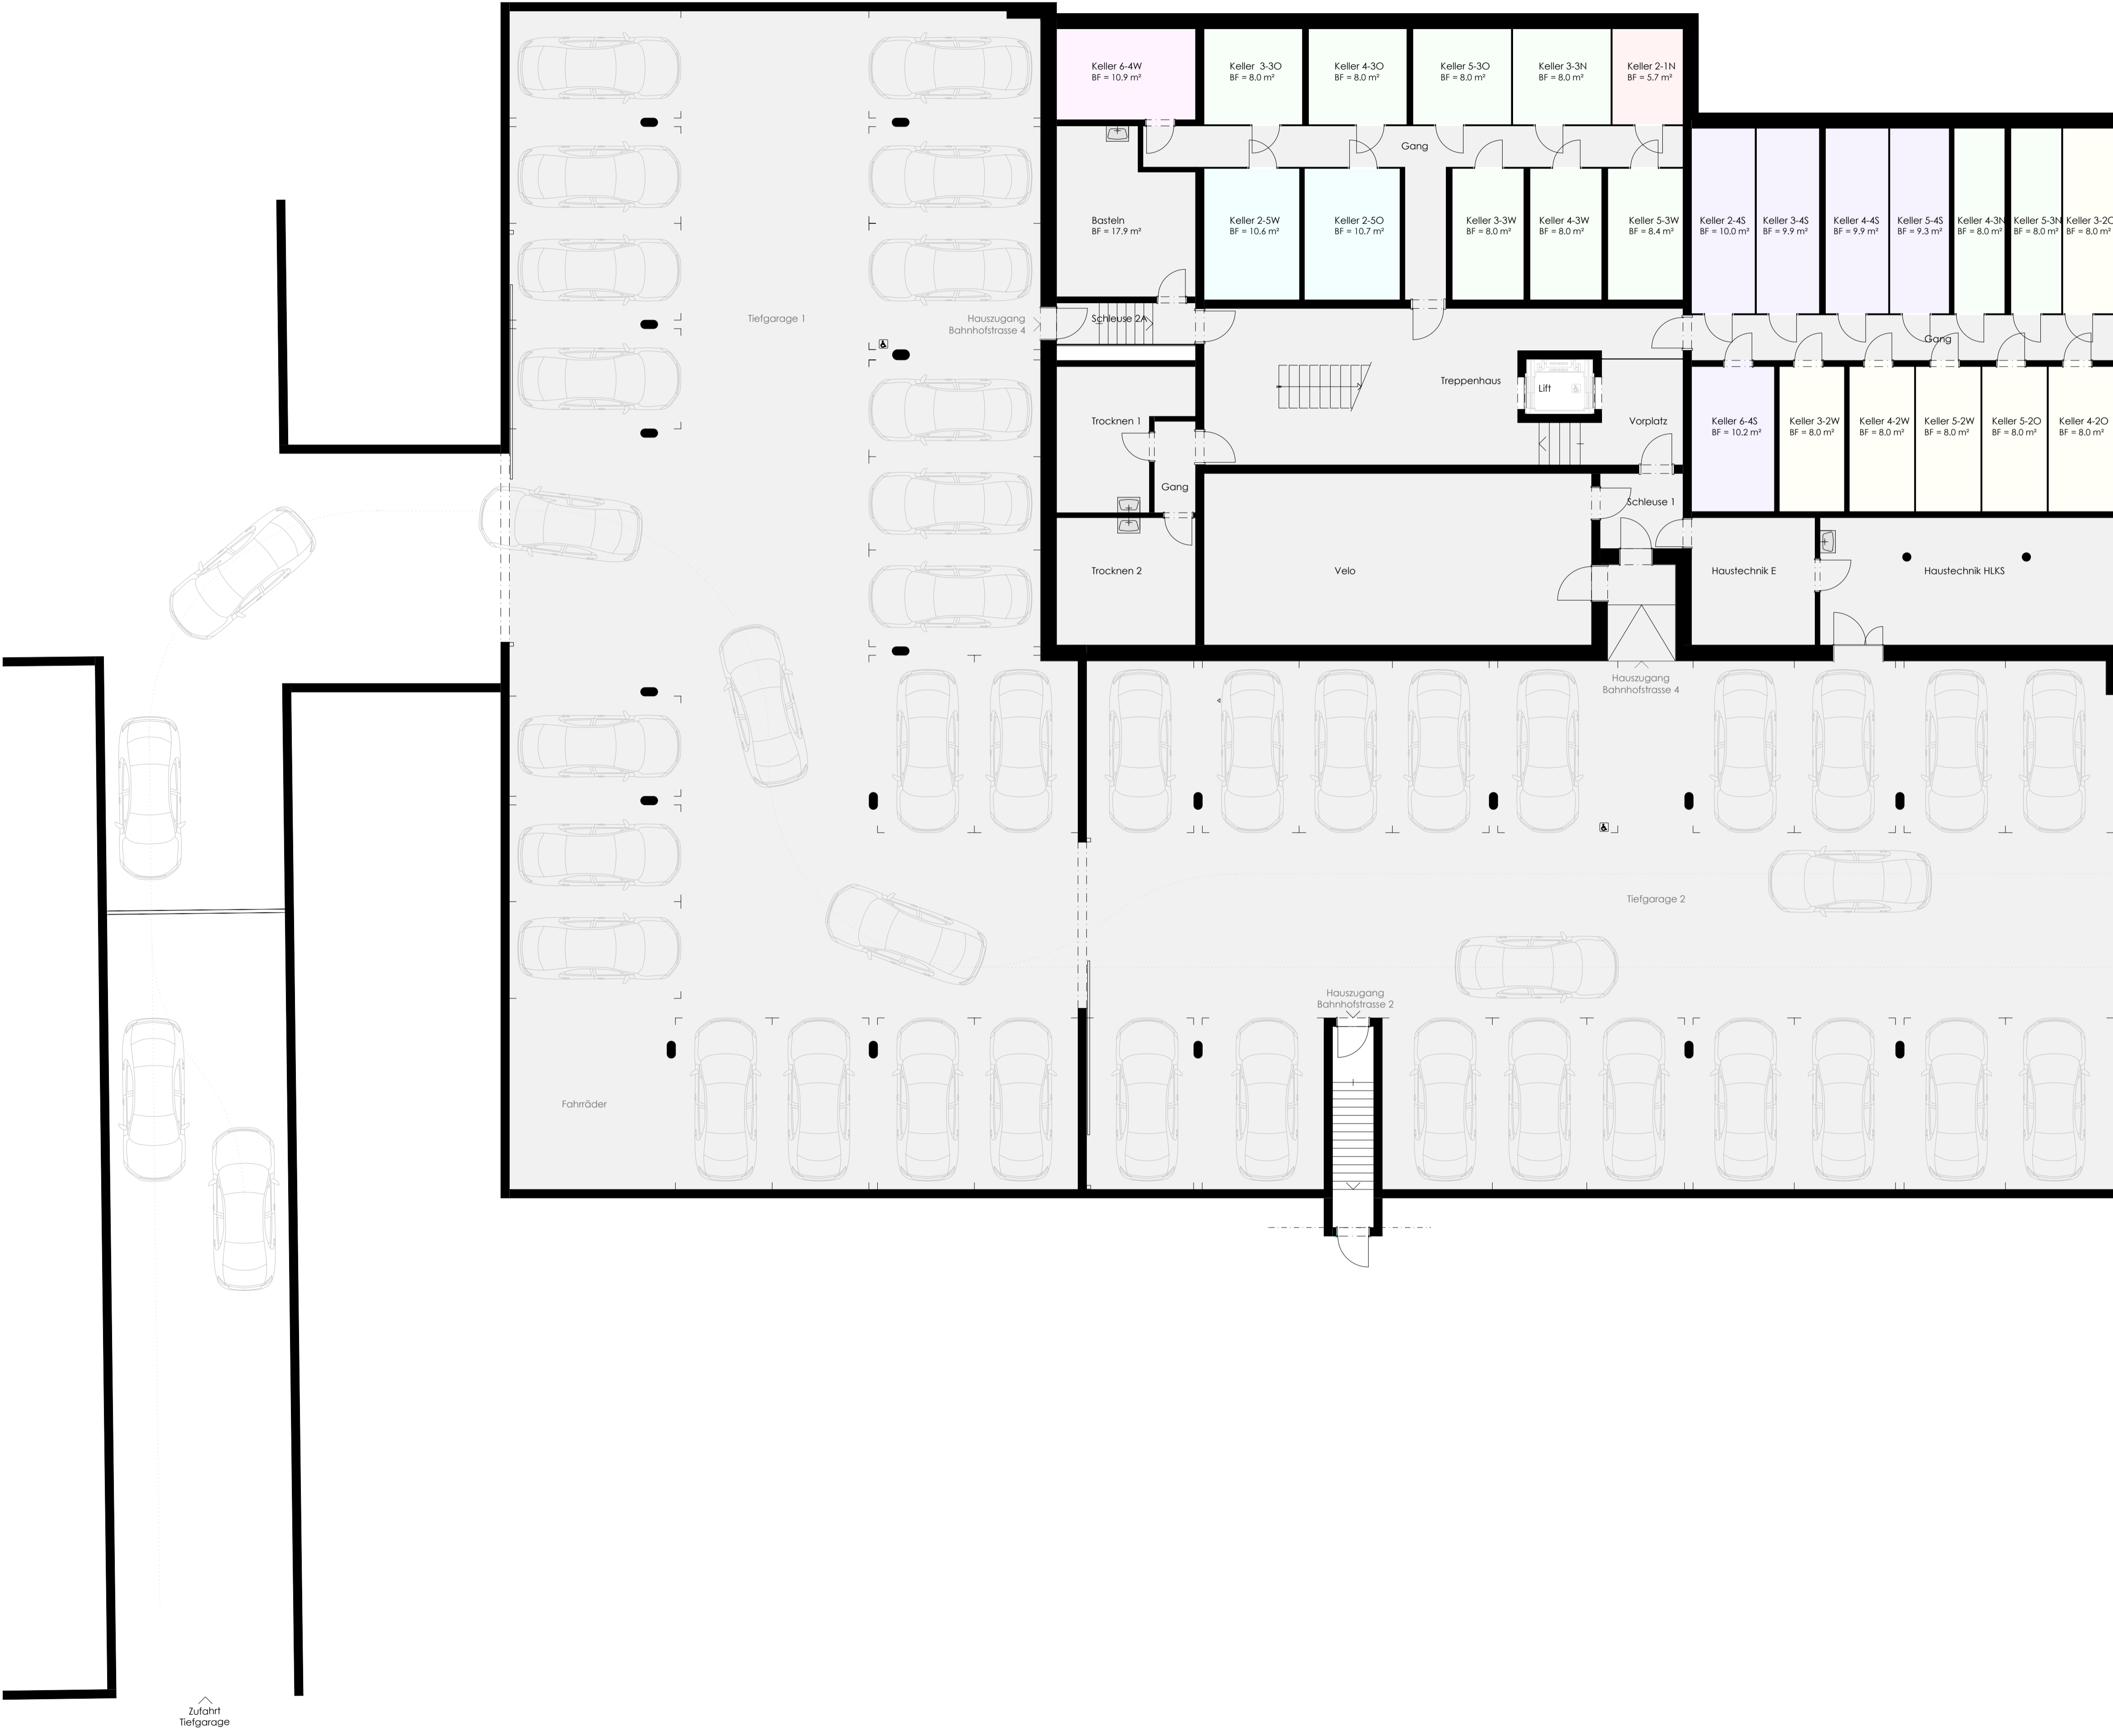 Keller 6-4W
BF = 10.9 m²
Keller 3-3O
BF = 8.0 m²
Keller 4-3O
BF = 8.0 m²
Keller 5-3O
BF = 8.0 m²
Keller 3-3N
BF = 8.0 m²
Keller 2-1N
BF = 5.7 m²
Gang
Basteln
BF = 17.9 m²
Keller 2-5W
BF = 10.6 m²
Keller 2-5O
BF = 10.7 m²
Keller 3-3W
BF = 8.0 m²
Keller 4-3W
BF = 8.0 m²
Keller 5-3W
BF = 8.4 m²
Keller 2-4S
BF = 10.0 m²
Keller 3-4S
BF = 9.9 m²
Keller 4-4S
BF = 9.9 m²
Keller 5-4S
BF = 9.3 m²
Keller 4-3N
BF = 8.0 m²
Keller 5-3N
BF = 8.0 m²
Keller 3-2O
BF = 8.0 m²
Tiefgarage 1
Hauszugang
Bahnhofstrasse 4
Schleuse 2A
Gang
Treppenhaus
Lift
Trocknen 1
Vorplatz
Keller 6-4S
BF = 10.2 m²
Keller 3-2W
BF = 8.0 m²
Keller 4-2W
BF = 8.0 m²
Keller 5-2W
BF = 8.0 m²
Keller 5-2O
BF = 8.0 m²
Keller 4-2O
BF = 8.0 m²
Gang
Schleuse 1
Trocknen 2
Velo
Haustechnik E
Haustechnik HLKS
Hauszugang
Bahnhofstrasse 4
Tiefgarage 2
Hauszugang
Bahnhofstrasse 2
Fahrräder
Zufahrt
Tiefgarage